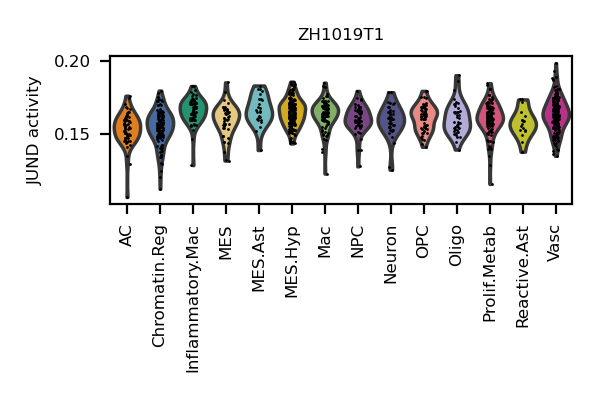 ZH1019T1
JUND activity
0.20
0.15
AC
Chromatin.Reg
Inflammatory.Mac
MES
MES.Ast
MES.Hyp
Mac
NPC
Neuron
OPC
Oligo
Prolif.Metab
Reactive.Ast
Vasc